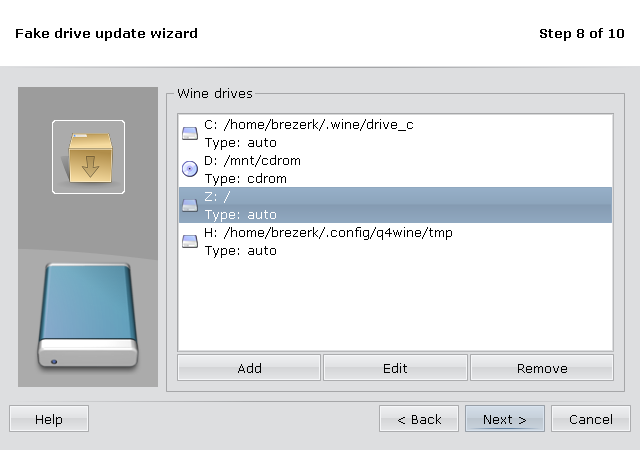 Fake drive update wizard
Step 8 of 10
Wine drives
C: /home/brezerk/.wine/drive_c
Type: auto
D: /mnt/cdrom
Type: cdrom
Z: /
Type: auto
H: /home/brezerk/.config/q4wine/tmp
Type: auto
Add
Edit
Remove
Help
< Back
Next >
Cancel